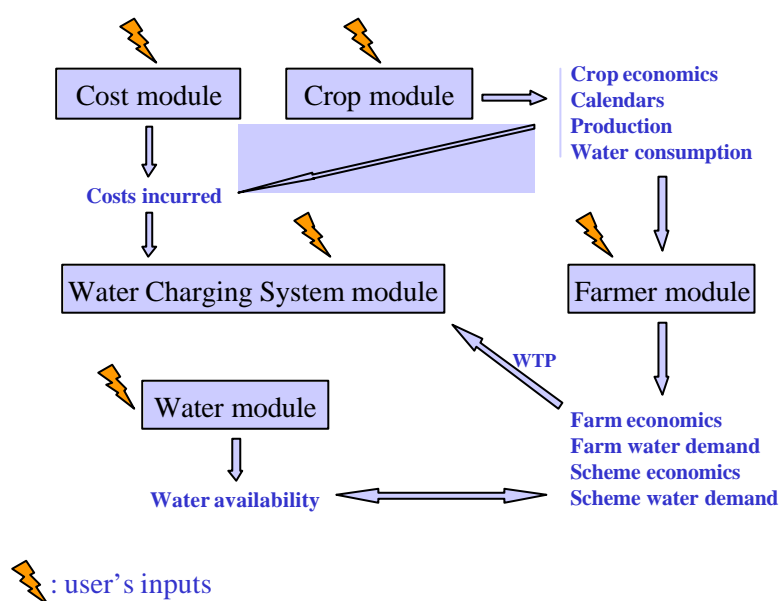 Cost module
Crop module
Crop economics
Calendars
Production
Water consumption
Costs incurred
Water Charging System module
Farmer module
WTP
Water module
Farm economics
Farm water demand
Scheme economics
Scheme water demand
Water availability
: user's inputs